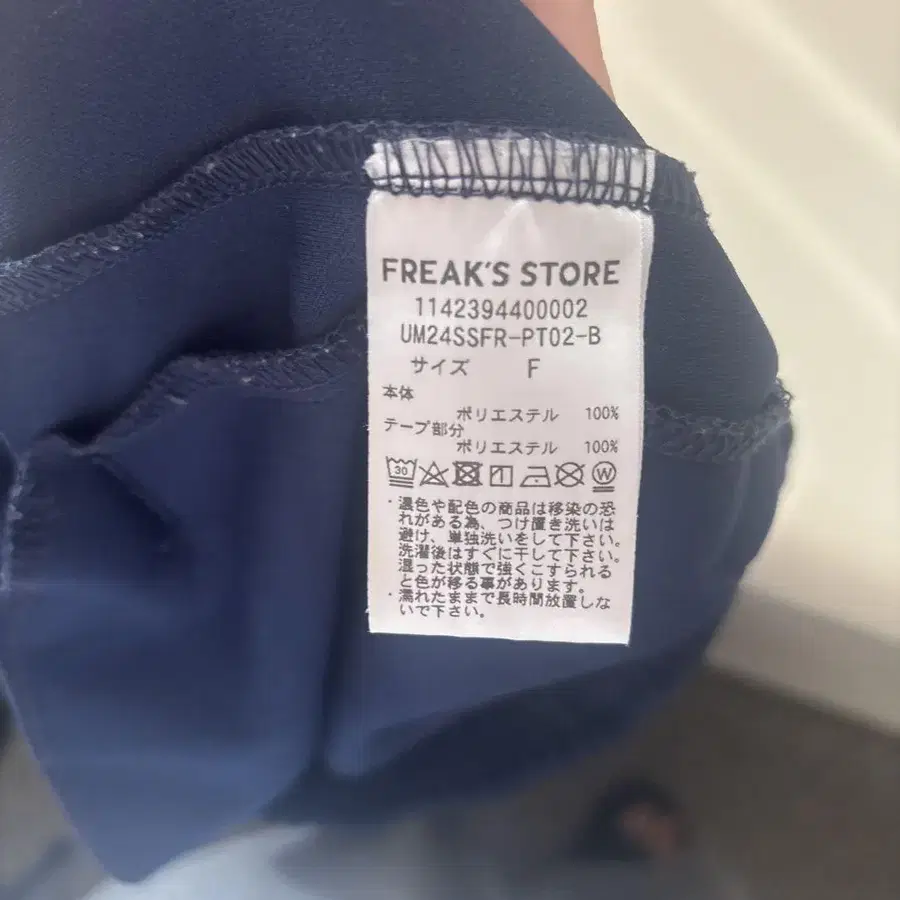 FREAK'S STORE
1142394400002
UM24SSFR-PT02-B
サイズ F
本体
ポリエステル 100%
テープ部分
ポリエステル 100%
30 W
・濃色や配色の商品は移染の恐
れがある為、つけ置き洗いは
避け、単独洗いをして下さい。
洗濯後はすぐに干して下さい。
湿った状態で強くこすられる
と色が移る事があります。
・濡れたままで長時間放置しな
いで下さい。